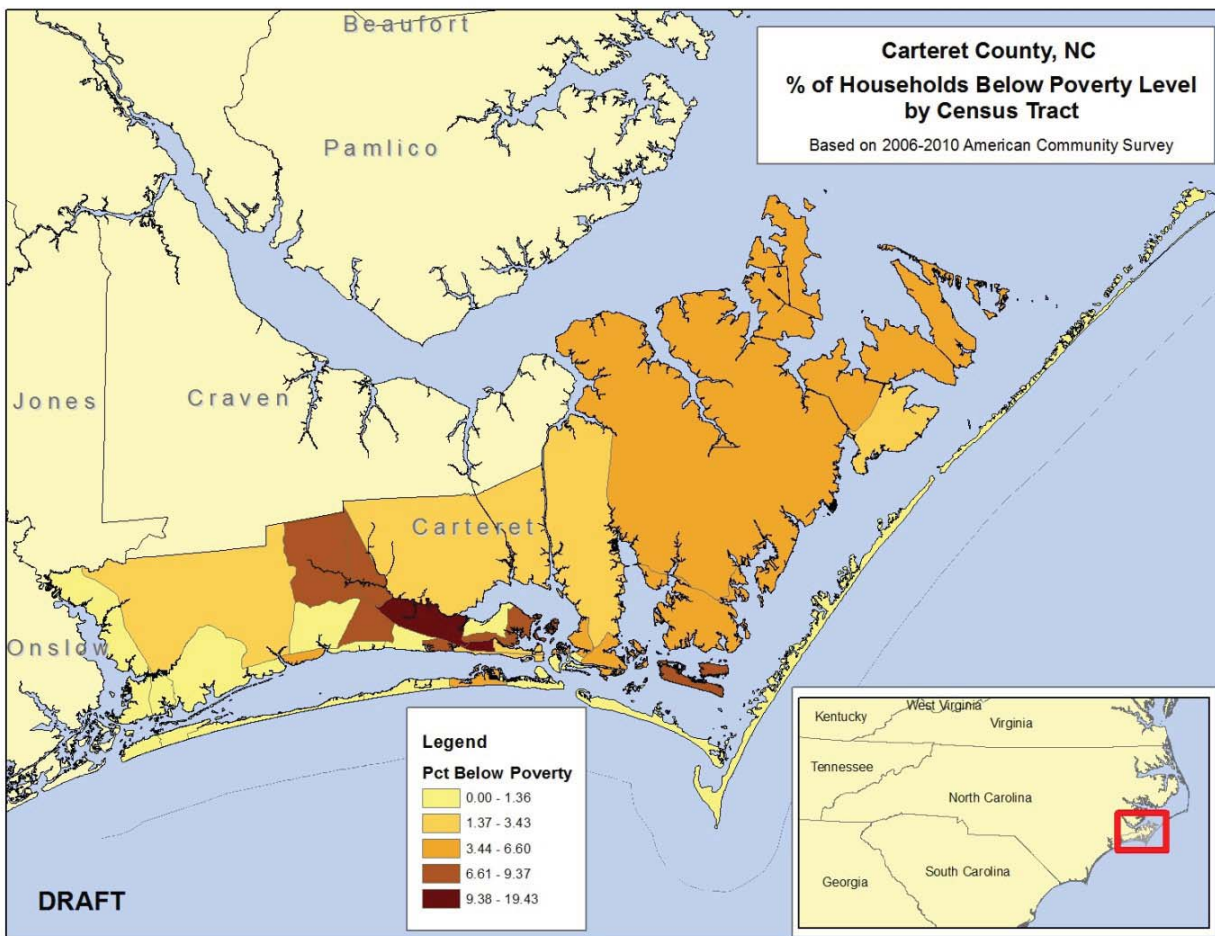 Beaufort
Carteret County, NC
% of Households Below Poverty Level
by Census Tract
Based on 2006-2010 American Community Survey
Pamlico
Jones
Craven
Carteret
Onslow
Legend
Pct Below Poverty
0.00 - 1.36
1.37 - 3.43
3.44 - 6.60
6.61 - 9.37
9.38 - 19.43
DRAFT
West Virginia
Kentucky
Virginia
Tennessee
North Carolina
South Carolina
Georgia